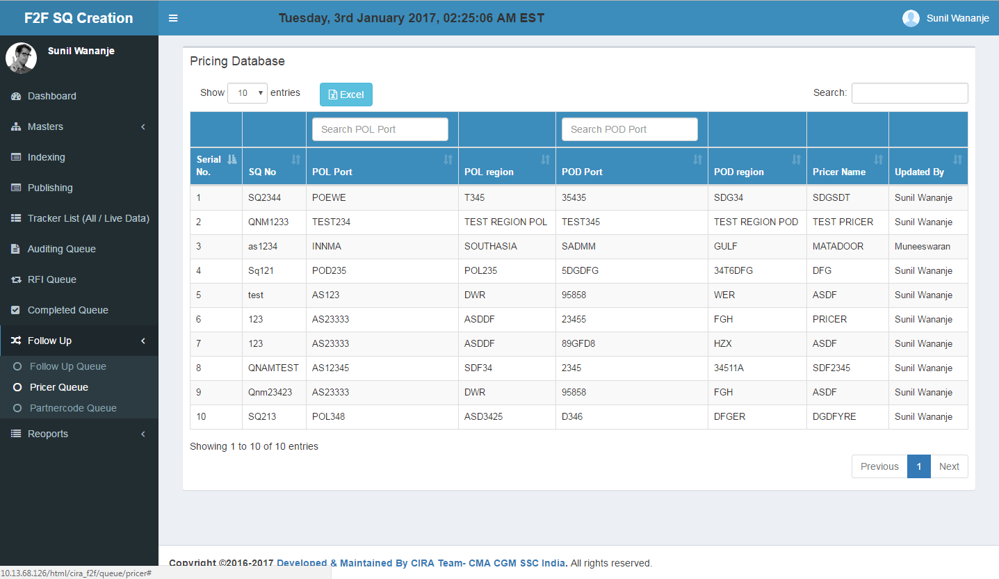 F2F SQ Creation
Tuesday, 3rd January 2017, 02:25:06 AM EST
Sunil Wananje
Sunil Wananje
Dashboard
Masters
Indexing
Publishing
Tracker List (All / Live Data)
Auditing Queue
RFI Queue
Completed Queue
Follow Up
Follow Up Queue
Pricer Queue
Partnercode Queue
Reoports
Pricing Database
Show 10 entries Excel Search:
Search POL Port Search POD Port
Serial No. SQ No POL Port POL region POD Port POD region Pricer Name Updated By
1 SQ2344 POEWE T345 35435 SDG34 SDGSDT Sunil Wananje
2 QNM1233 TEST234 TEST REGION POL TEST345 TEST REGION POD TEST PRICER Sunil Wananje
3 as1234 INNMA SOUTHASIA SADMM GULF MATADOOR Muneeswaran
4 Sq121 POD235 POL235 5DGDFG 34T6DFG DFG Sunil Wananje
5 test AS123 DWR 95858 WER ASDF Sunil Wananje
6 123 AS23333 ASDDF 23455 FGH PRICER Sunil Wananje
7 123 AS23333 ASDDF 89GFD8 HZX ASDF Sunil Wananje
8 QNAMTEST AS12345 SDF34 2345 34511A SDF2345 Sunil Wananje
9 Qnm23423 AS23333 DWR 95858 FGH ASDF Sunil Wananje
10 SQ213 POL348 ASD3425 D346 DFGER DGDFYRE Sunil Wananje
Showing 1 to 10 of 10 entries
Previous 1 Next
Copyright ©2016-2017 Developed & Maintained By CIRA Team- CMA CGM SSC India. All rights reserved.
10.13.68.126/html/cira_f2f/queue/pricer#